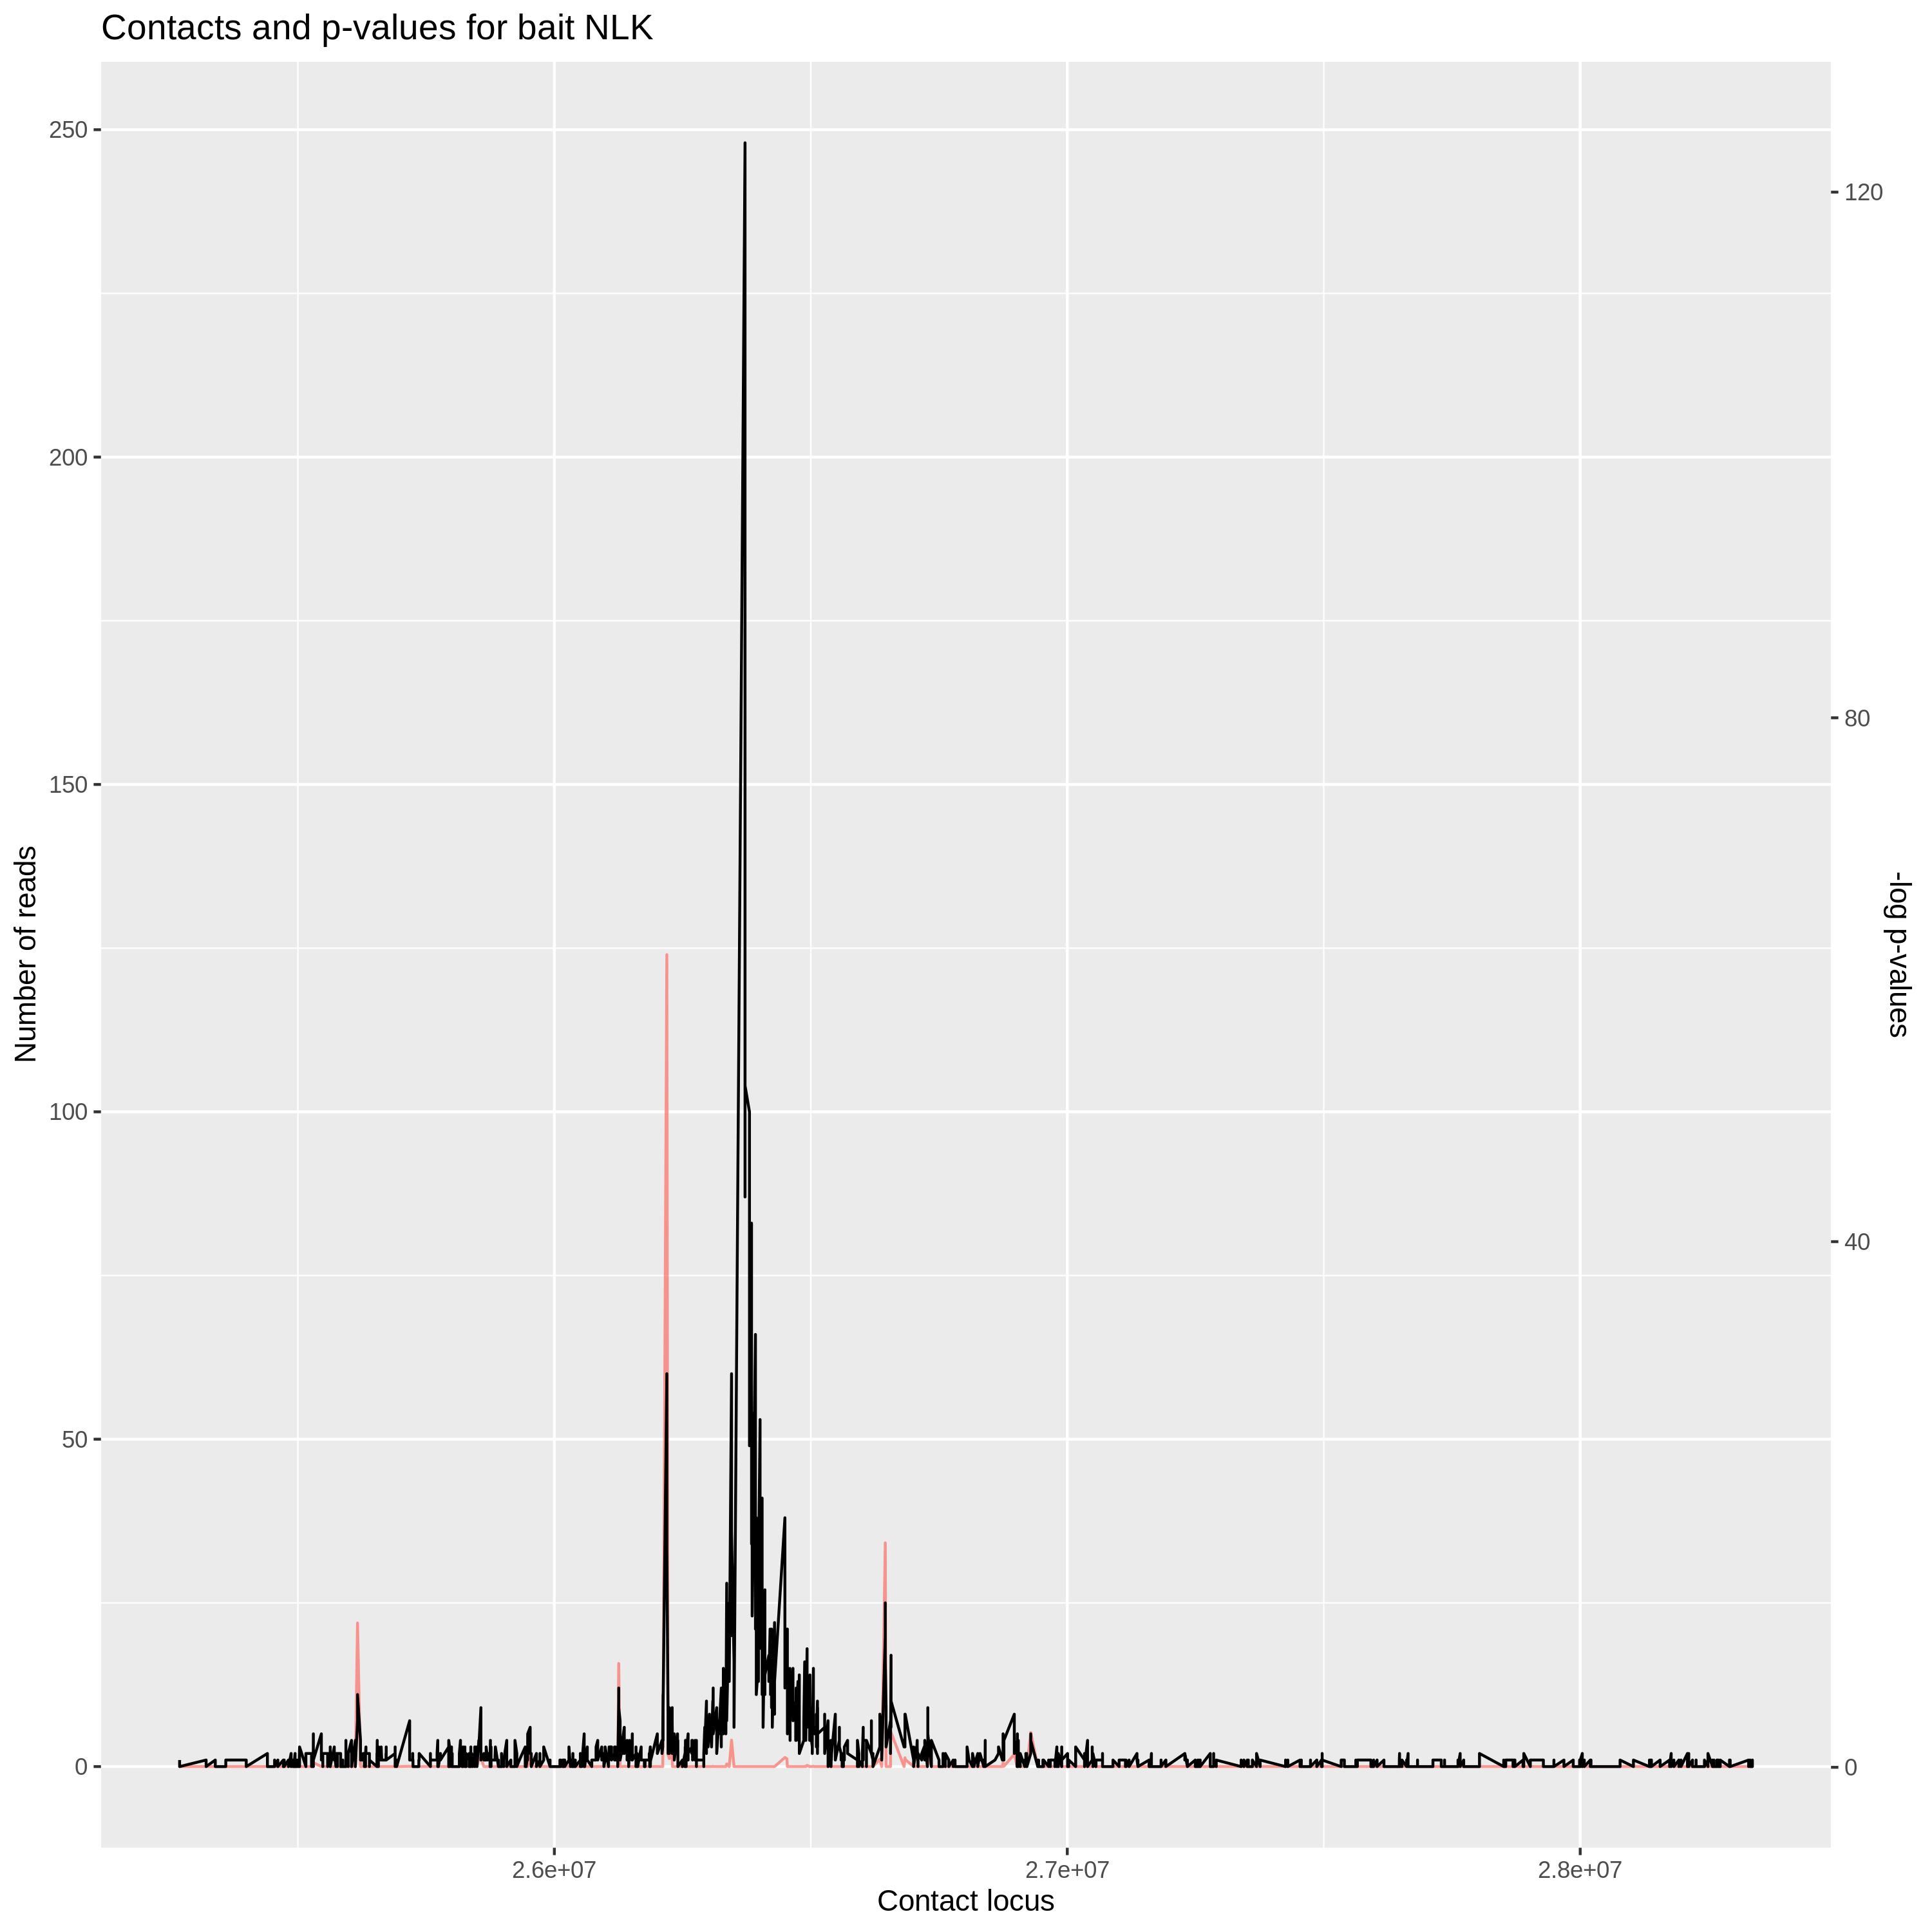 Contacts and p-values for bait NLK
250
200
150
100
50
0
Number of reads
120
80
40
0
-log p-values
2.6e+07
2.7e+07
2.8e+07
Contact locus